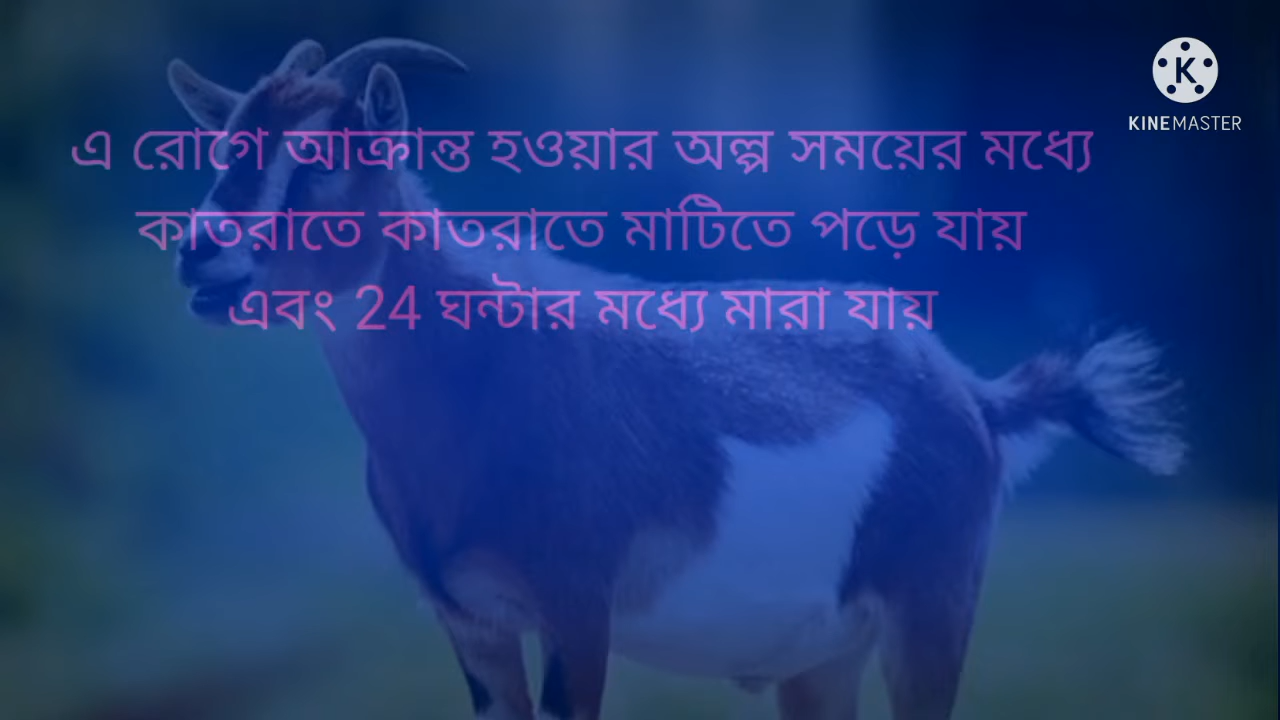 এ রোগে আক্রান্ত হওয়ার অল্প সময়ের মধ্যে
কাতরাতে কাতরাতে মাটিতে পড়ে যায়
এবং 24 ঘন্টার মধ্যে মারা যায়
KINEMASTER